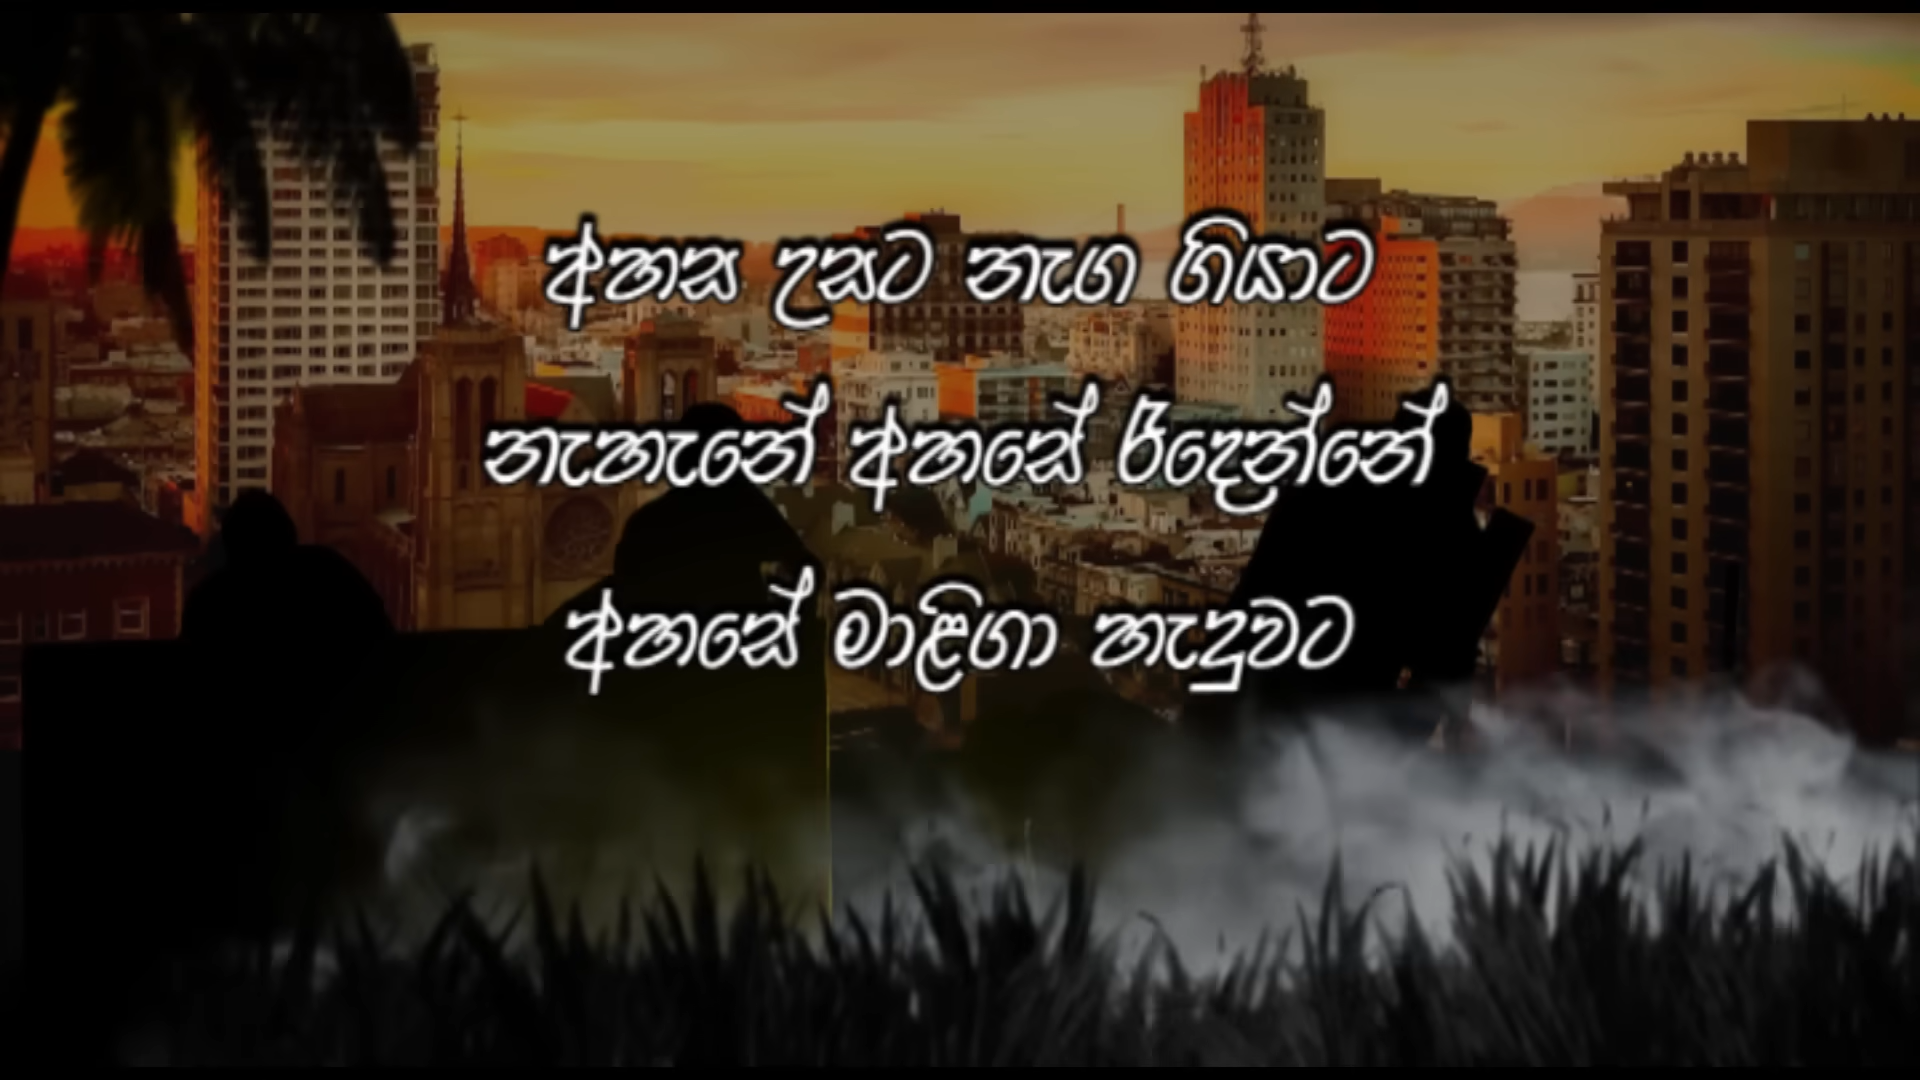 අහස උසට නැග ගියාට
නැහැනේ අහසේ රිදෙන්නේ
අහසේ මාළිගා හැදුවට